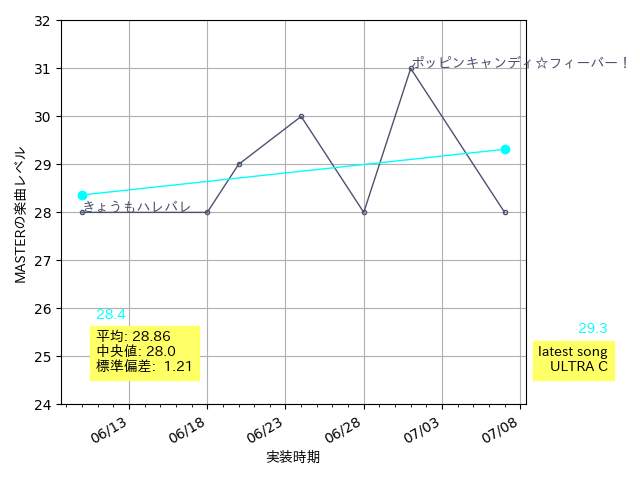 32
31
30
29
28
27
26
25
24
MASTERの楽曲レベル
ポッピンキャンディ☆フィーバー！
きょうもハレバレ
28.4
平均: 28.86
中央値: 28.0
標準偏差: 1.21
29.3
latest song
ULTRA C
06/13
06/18
06/23
06/28
07/03
07/08
実装時期